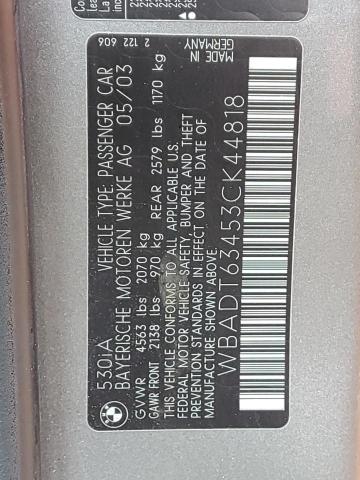 530iA VEHICLE TYPE: PASSENGER CAR
BAYERISCHE MOTOREN WERKE AG 05/03
GVWR 4563 lbs 2070 kg
GAWR FRONT 2138 lbs 970 kg REAR 2579 lbs 1170 kg
THIS VEHICLE CONFORMS TO ALL APPLICABLE U.S.
FEDERAL MOTOR VEHICLE SAFETY, BUMPER AND THEFT
PREVENTION STANDARDS IN EFFECT ON THE DATE OF
MANUFACTURE SHOWN ABOVE.
WBADT63453CK44818
2 122 606
MADE IN
GERMANY
BMW